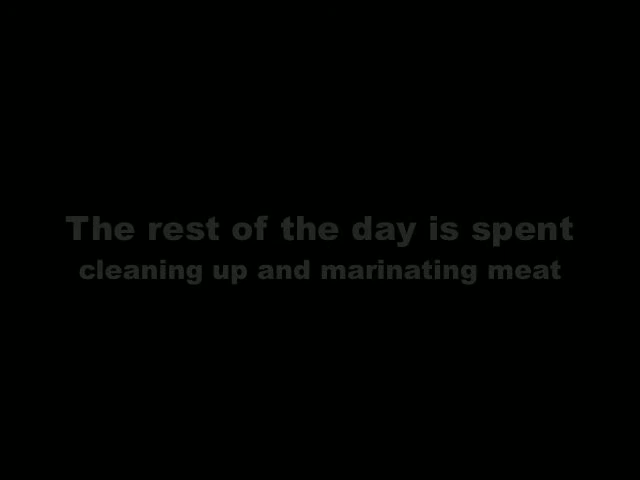 The rest of the day is spent
cleaning up and marinating meat